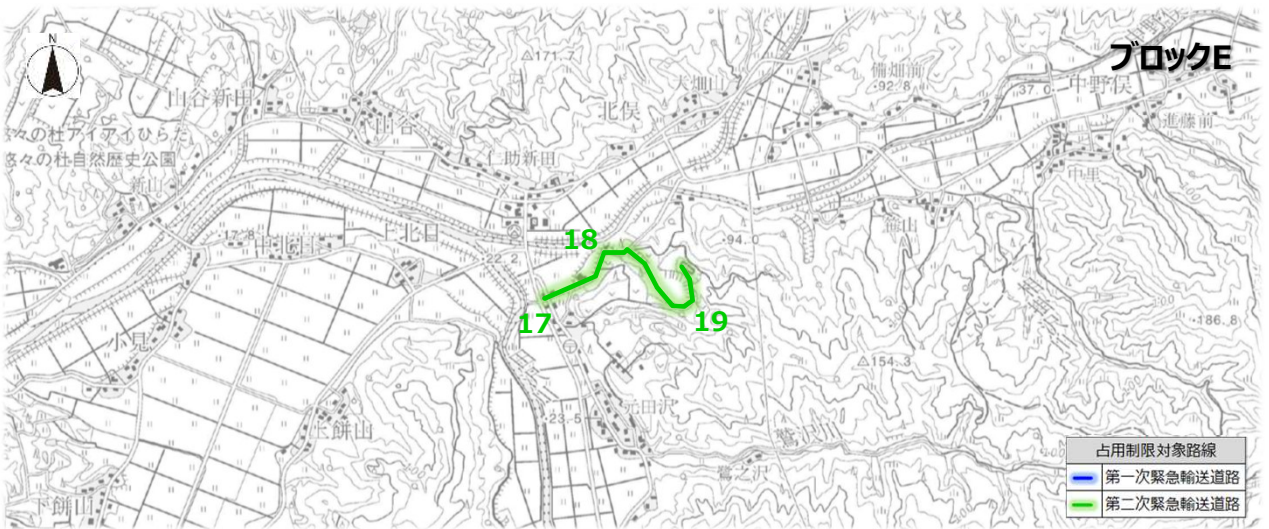 ブロックE
N
△171.7
備畑前
・92.8
大畑山
37.0
中野俣
進藤前
山谷新田
山谷
北俣
悠々の杜アイアイひらた
悠々の杜自然歴史公園
仁助新田
新山
中里
・17.8
中北目
上北目
22.2
18
・94.0
17
19
・186.8
小見
△154.3
元田沢
・23.5
上餅山
鷲沢川
下餅山
占用制限対象路線
第一次緊急輸送道路
第二次緊急輸送道路